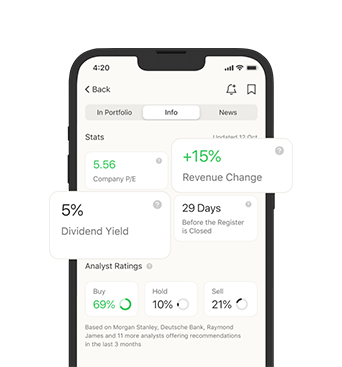 4:20
Back
In Portfolio
Info
News
Stats
Updated 12 Oct
5.56
Company P/E
+15%
Revenue Change
5%
Dividend Yield
29 Days
Before the Register
is Closed
Analyst Ratings
Buy
69%
Hold
10%
Sell
21%
Based on Morgan Stanley, Deutsche Bank, Raymond
James and 11 more analysts offering recommendations
in the last 3 months